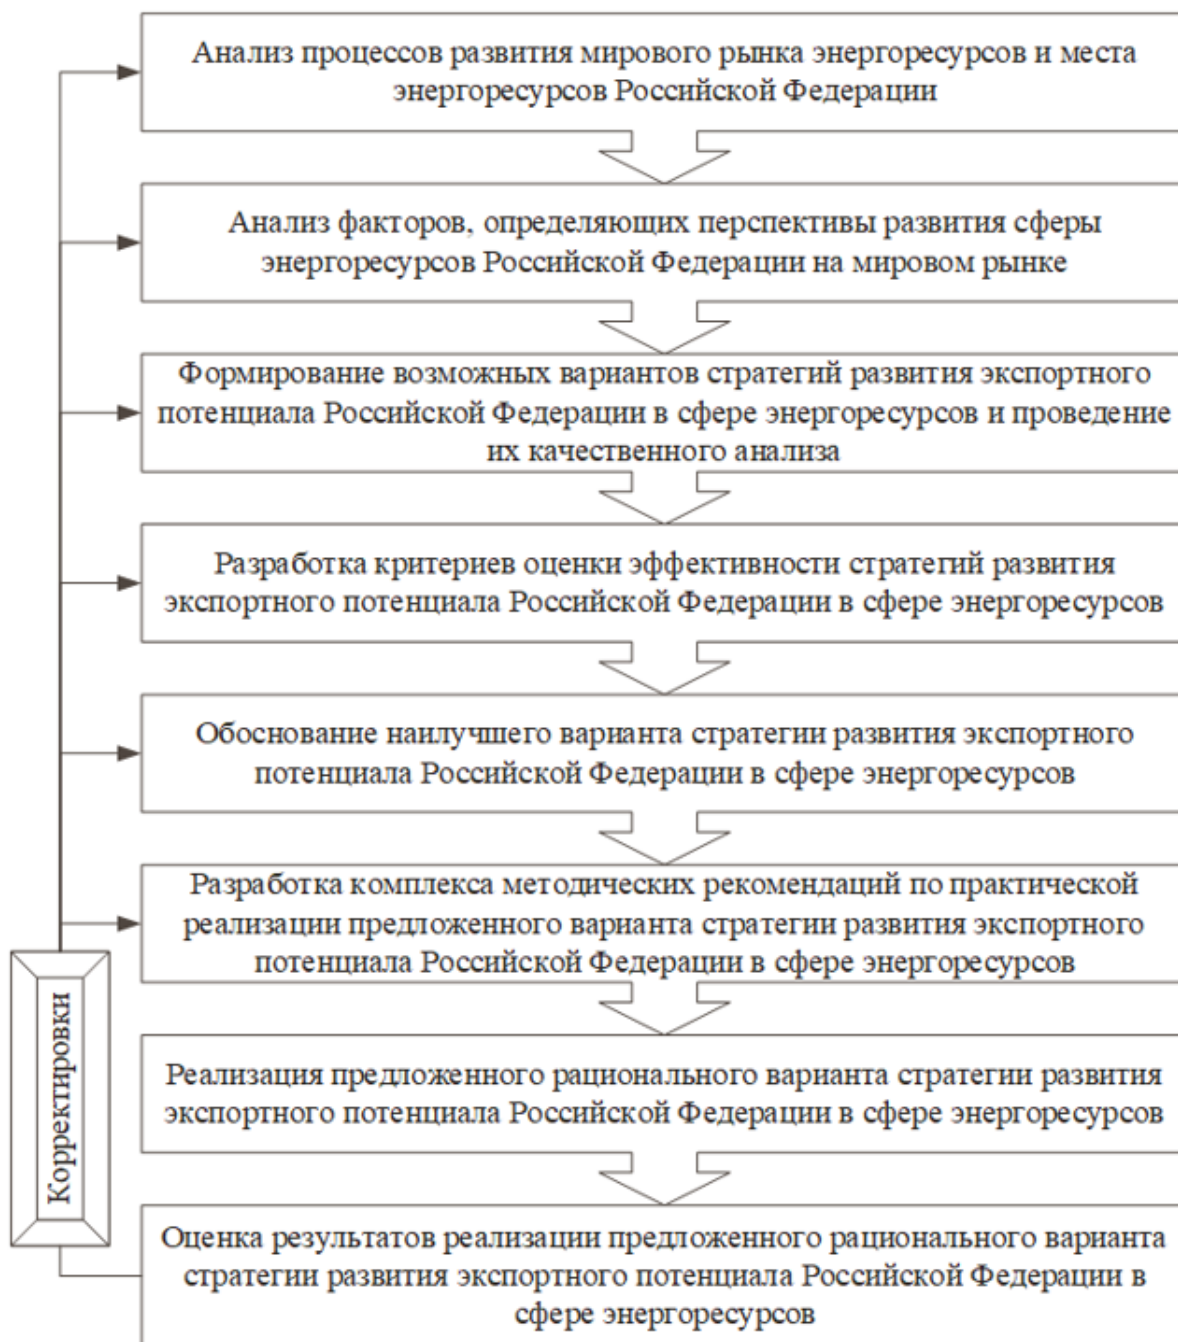 Анализ процессов развития мирового рынка энергоресурсов и места
энергоресурсов Российской Федерации
Анализ факторов, определяющих перспективы развития сферы
энергоресурсов Российской Федерации на мировом рынке
Формирование возможных вариантов стратегий развития экспортного
потенциала Российской Федерации в сфере энергоресурсов и проведение
их качественного анализа
Разработка критериев оценки эффективности стратегий развития
экспортного потенциала Российской Федерации в сфере энергоресурсов
Обоснование наилучшего варианта стратегии развития экспортного
потенциала Российской Федерации в сфере энергоресурсов
Разработка комплекса методических рекомендаций по практической
реализации предложенного варианта стратегии развития экспортного
потенциала Российской Федерации в сфере энергоресурсов
Реализация предложенного рационального варианта стратегии развития
экспортного потенциала Российской Федерации в сфере энергоресурсов
Оценка результатов реализации предложенного рационального варианта
стратегии развития экспортного потенциала Российской Федерации в
сфере энергоресурсов
Корректировки